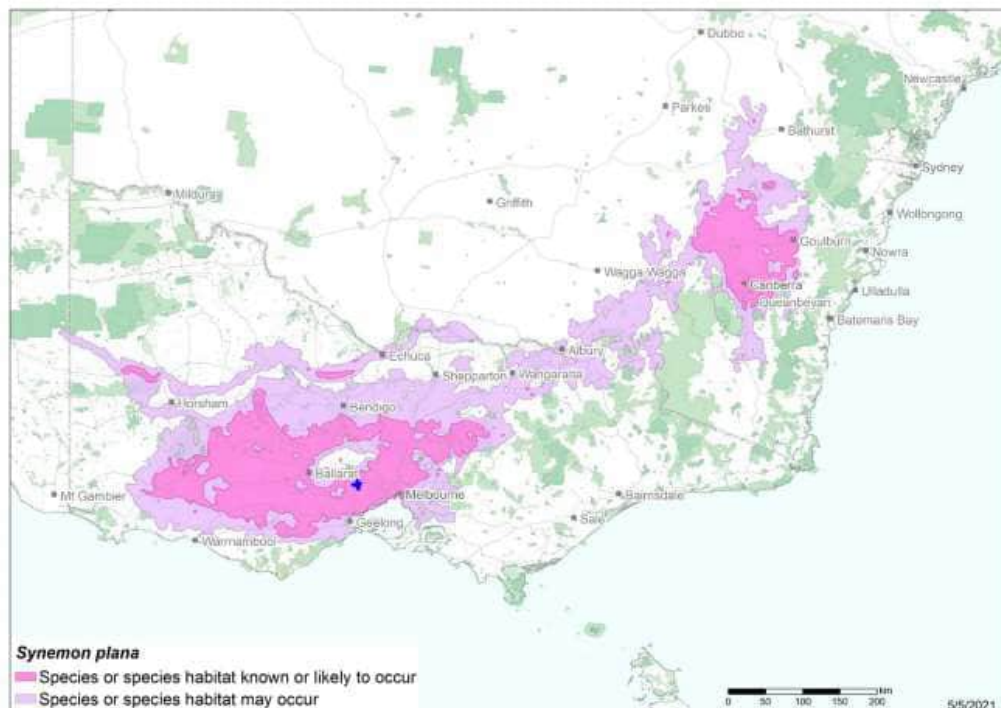 Dubbo
Newcastle
Parkes
Bathurst
Sydney
Mildura
Griffith
Wollongong
Goulburn
Nowra
Wagga Wagga
Canberra
Ulladulla
Queanbeyan
Batemans Bay
Echuca
Albury
Shepparton
Wangaratta
Horsham
Bendigo
Ballarat
Mt Gambier
Melbourne
Bairnsdale
Geelong
Sale
Warrnambool
Synemon plana
Species or species habitat known or likely to occur
Species or species habitat may occur
0 50 100 150 200 km
5/5/2021